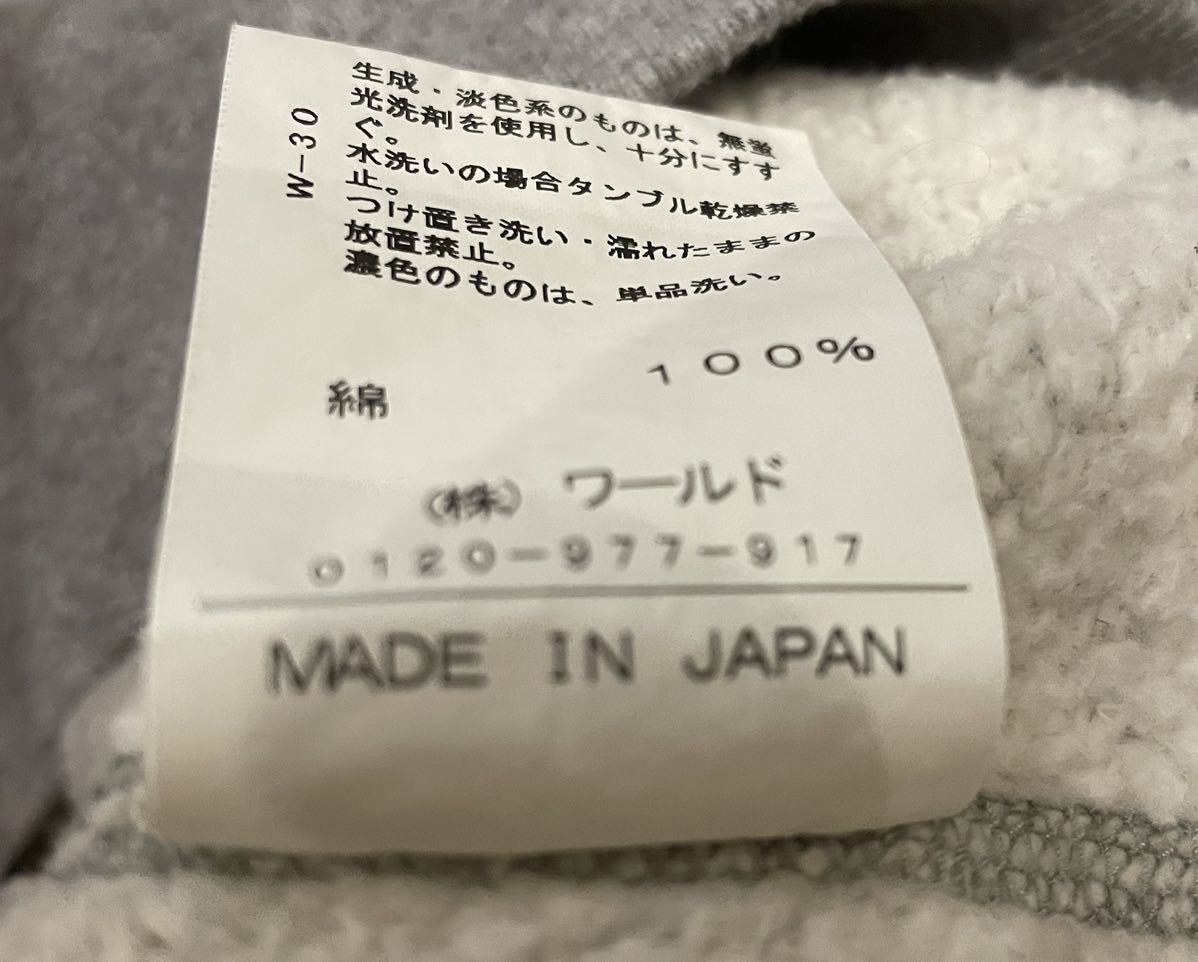 生成・淡色系のものは、無蛍
光洗剤を使用し、十分にすす
ぐ。
水洗いの場合タンブル乾燥禁
止。
つけ置き洗い・濡れたままの
放置禁止。
濃色のものは、単品洗い。
W-30
綿 100%
(株) ワールド
0120-977-917
MADE IN JAPAN